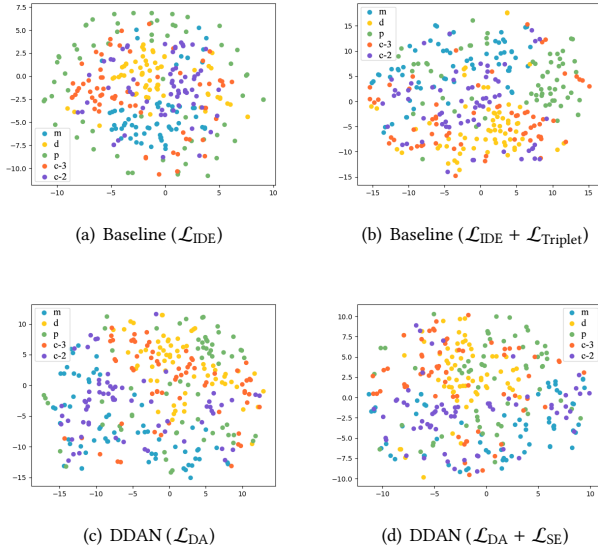 7.5
5.0
2.5
0.0
−2.5
−5.0
−7.5
−10.0
m
d
p
c-3
c-2
−10
−5
0
5
10
(a) Baseline (ℒIDE)
15
10
5
0
−5
−10
−15
m
d
p
c-3
c-2
−15
−10
−5
0
5
10
15
(b) Baseline (ℒIDE + ℒTriplet)
10
5
0
−5
−10
−15
m
d
p
c-3
c-2
−15
−10
−5
0
5
10
(c) DDAN (ℒDA)
10.0
7.5
5.0
2.5
0.0
−2.5
−5.0
−7.5
−10.0
m
d
p
c-3
c-2
−10
−5
0
5
10
(d) DDAN (ℒDA + ℒSE)